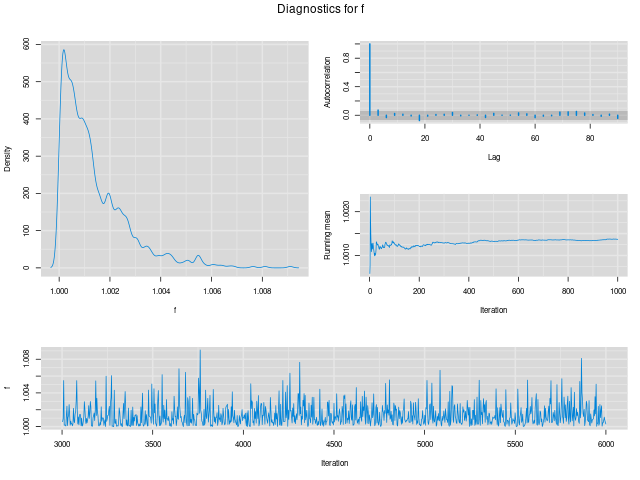 Diagnostics for f
Density
600
500
400
300
200
100
0
1.000 1.002 1.004 1.006 1.008
f
Autocorrelation
0.8
0.4
0.0
0 20 40 60 80
Lag
Running mean
1.0020
1.0010
0 200 400 600 800 1000
Iteration
f
1.008
1.004
1.000
3000 3500 4000 4500 5000 5500 6000
Iteration